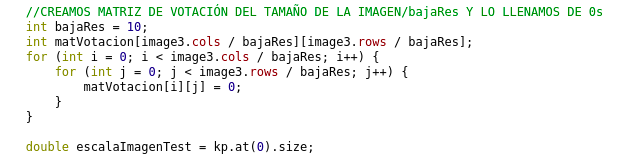 //CREAMOS MATRIZ DE VOTACIÓN DEL TAMAÑO DE LA IMAGEN/bajaRes Y LO LLENAMOS DE 0s
int bajaRes = 10;
int matVotacion[image3.cols / bajaRes][image3.rows / bajaRes];
for (int i = 0; i < image3.cols / bajaRes; i++) {
    for (int j = 0; j < image3.rows / bajaRes; j++) {
        matVotacion[i][j] = 0;
    }
}

double escalaImagenTest = kp.at(0).size;